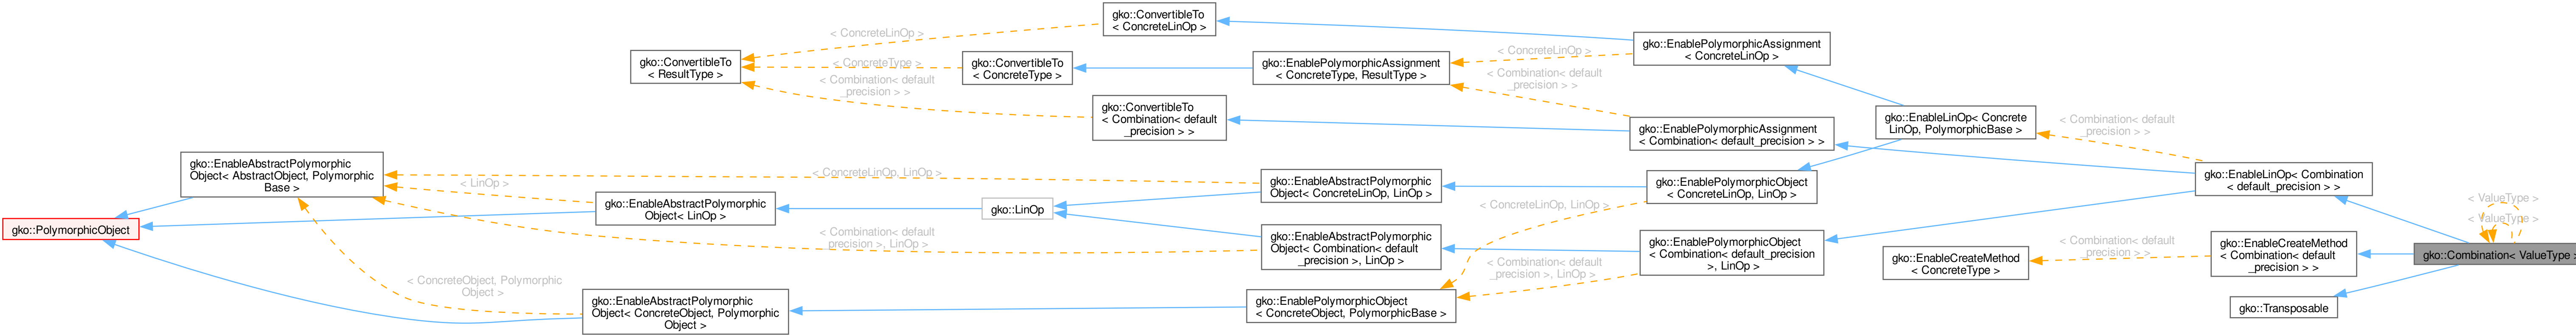 gko::PolymorphicObject
gko::EnableAbstractPolymorphic
Object< AbstractObject, Polymorphic
Base >
gko::ConvertibleTo
< ResultType >
gko::EnableAbstractPolymorphic
Object< LinOp >
gko::EnableAbstractPolymorphic
Object< ConcreteObject, Polymorphic
Object >
< ConcreteLinOp >
< ConcreteType >
< Combination< default
_precision > >
< LinOp >
< ConcreteLinOp, LinOp >
< Combination< default
_precision >, LinOp >
< ConcreteObject, Polymorphic
Object >
gko::ConvertibleTo
< ConcreteLinOp >
gko::ConvertibleTo
< ConcreteType >
gko::ConvertibleTo
< Combination< default
_precision > >
gko::LinOp
gko::EnablePolymorphicAssignment
< ConcreteType, ResultType >
gko::EnableAbstractPolymorphic
Object< ConcreteLinOp, LinOp >
gko::EnableAbstractPolymorphic
Object< Combination< default
_precision >, LinOp >
gko::EnablePolymorphicObject
< ConcreteObject, PolymorphicBase >
< ConcreteLinOp >
< Combination< default
_precision > >
< ConcreteLinOp, LinOp >
< Combination< default
_precision >, LinOp >
gko::EnablePolymorphicAssignment
< ConcreteLinOp >
gko::EnablePolymorphicAssignment
< Combination< default_precision > >
gko::EnablePolymorphicObject
< ConcreteLinOp, LinOp >
gko::EnablePolymorphicObject
< Combination< default_precision
>, LinOp >
gko::EnableLinOp< Concrete
LinOp, PolymorphicBase >
gko::EnableCreateMethod
< ConcreteType >
< Combination< default
_precision > >
< Combination< default
_precision > >
gko::EnableLinOp< Combination
< default_precision > >
gko::EnableCreateMethod
< Combination< default
_precision > >
gko::Transposable
< ValueType >
< ValueType >
gko::Combination< ValueType >